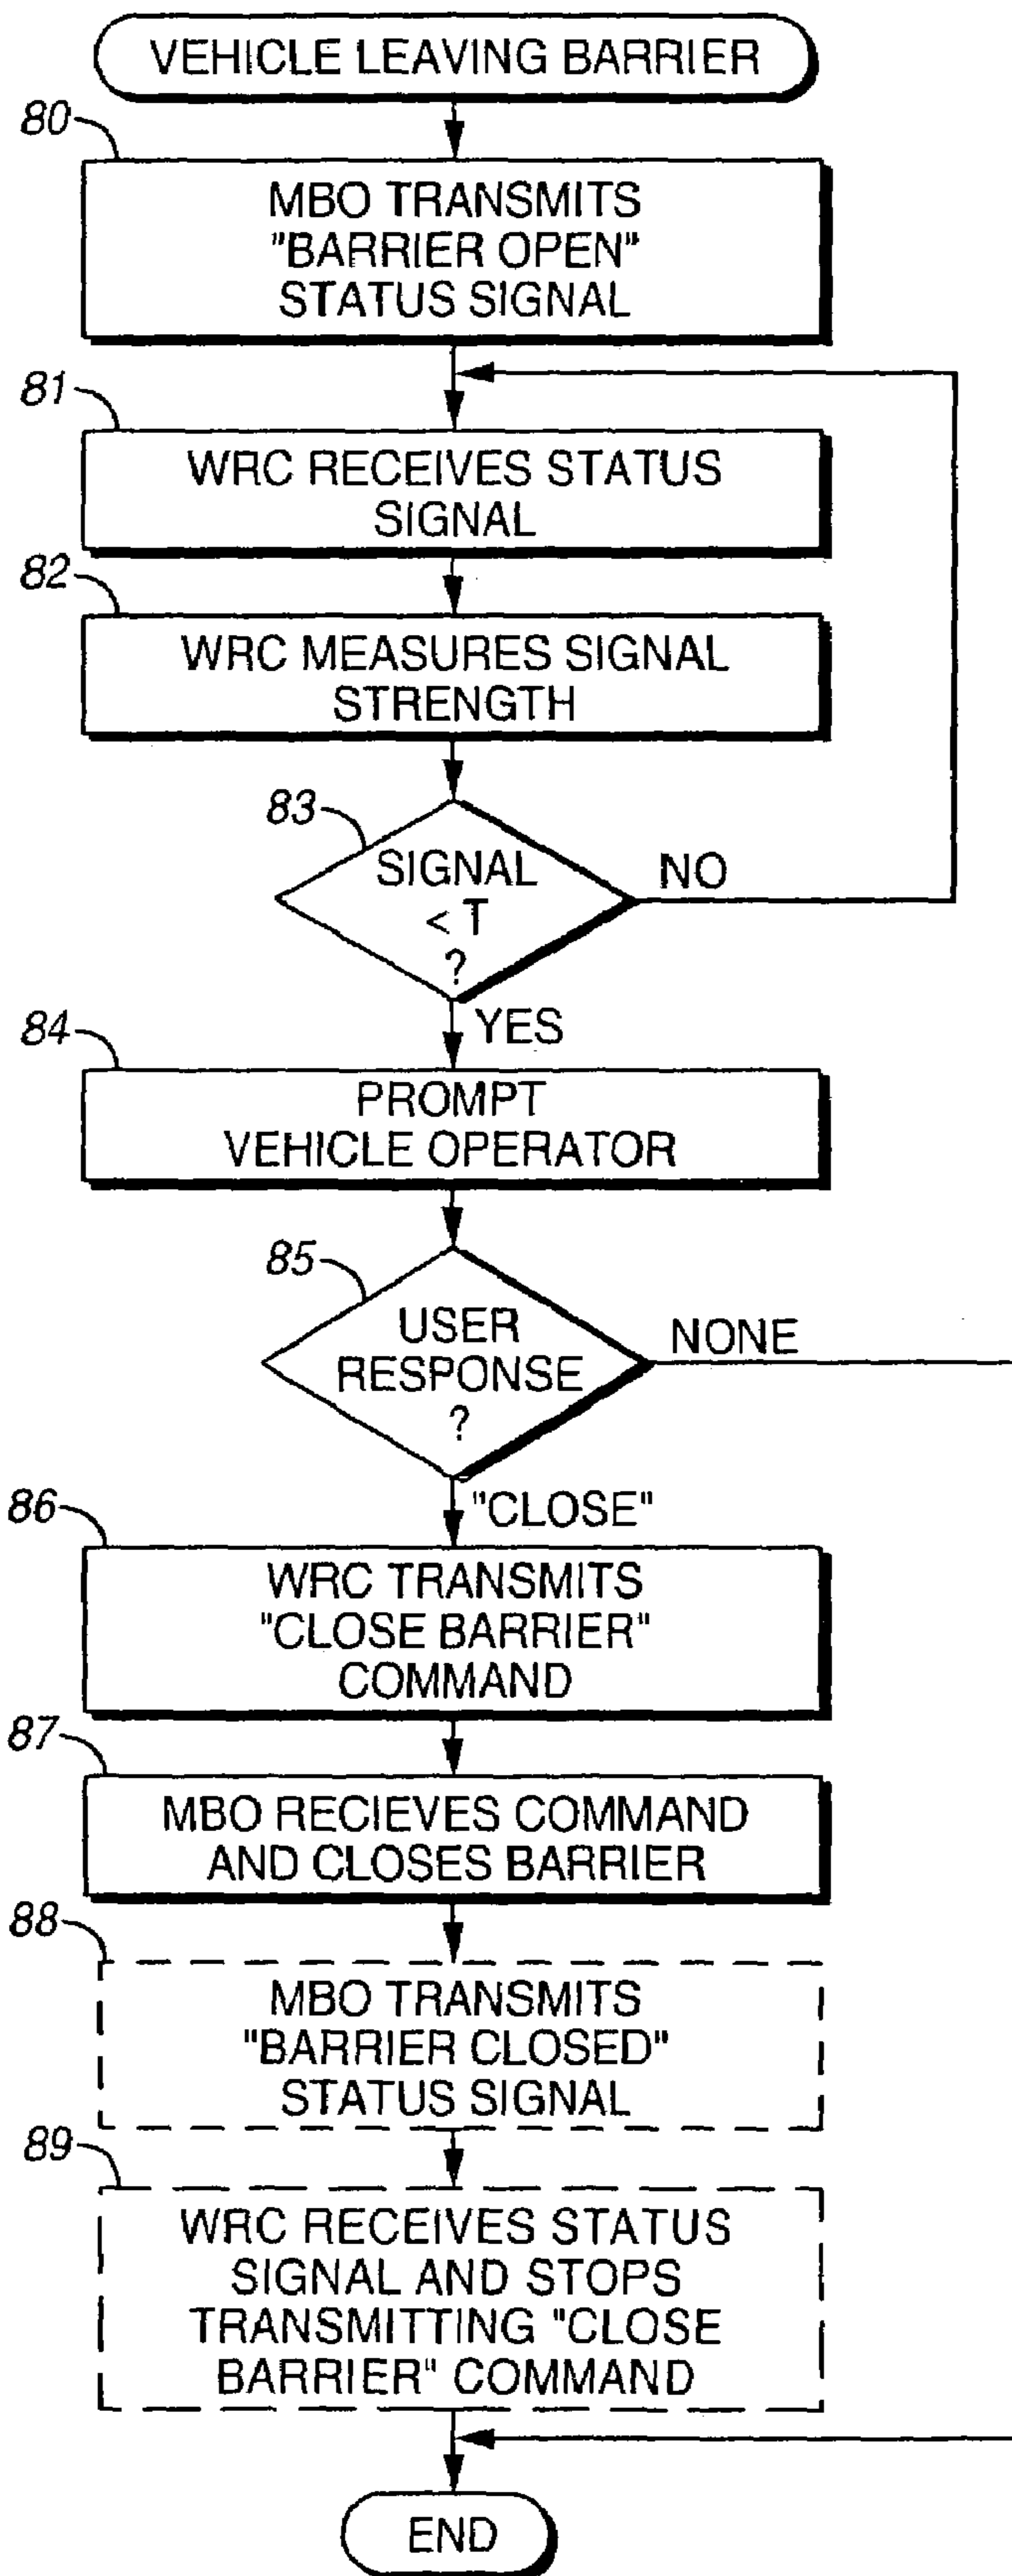 VEHICLE LEAVING BARRIER
80
MBO TRANSMITS
"BARRIER OPEN"
STATUS SIGNAL
81
WRC RECEIVES STATUS
SIGNAL
82
WRC MEASURES SIGNAL
STRENGTH
83
SIGNAL
< T
?
NO
YES
84
PROMPT
VEHICLE OPERATOR
85
USER
RESPONSE
?
NONE
"CLOSE"
86
WRC TRANSMITS
"CLOSE BARRIER"
COMMAND
87
MBO RECIEVES COMMAND
AND CLOSES BARRIER
88
MBO TRANSMITS
"BARRIER CLOSED"
STATUS SIGNAL
89
WRC RECEIVES STATUS
SIGNAL AND STOPS
TRANSMITTING "CLOSE
BARRIER" COMMAND
END